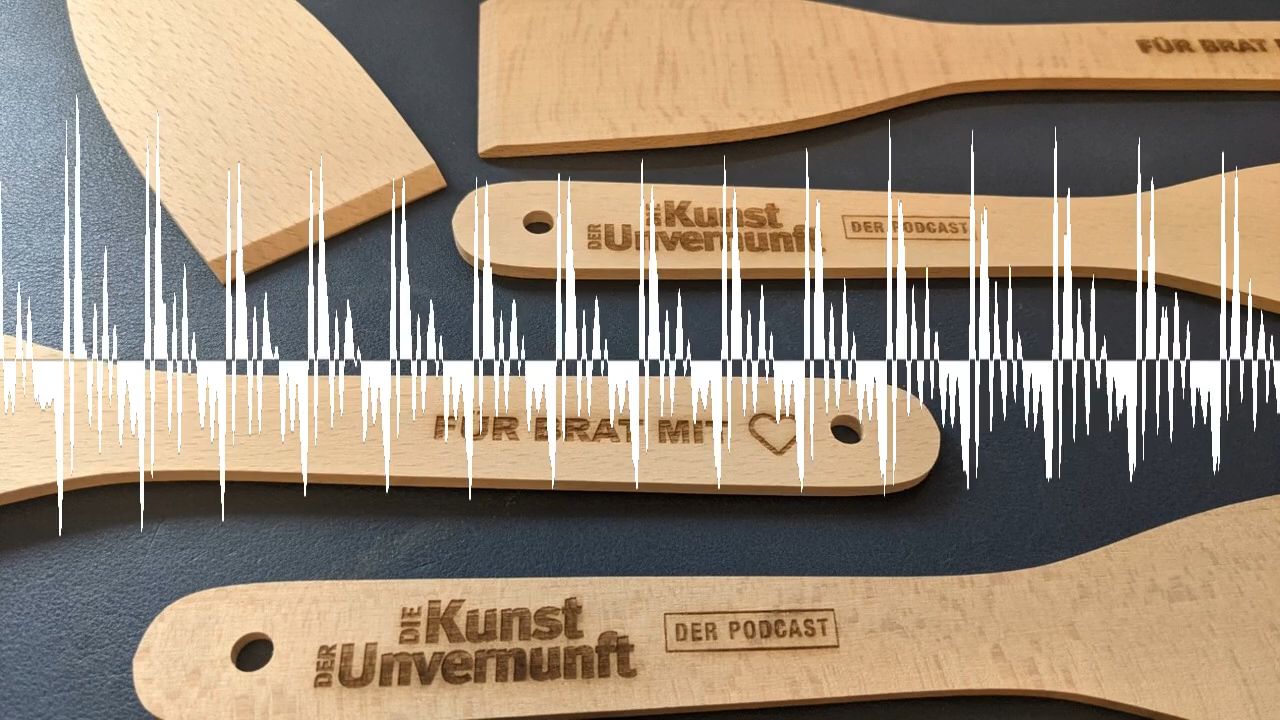 FÜR BRAT
DIE Kunst
DER Unvernunft
DER PODCAST
FÜR BRAT MIT
DIE Kunst
DER Unvernunft
DER PODCAST